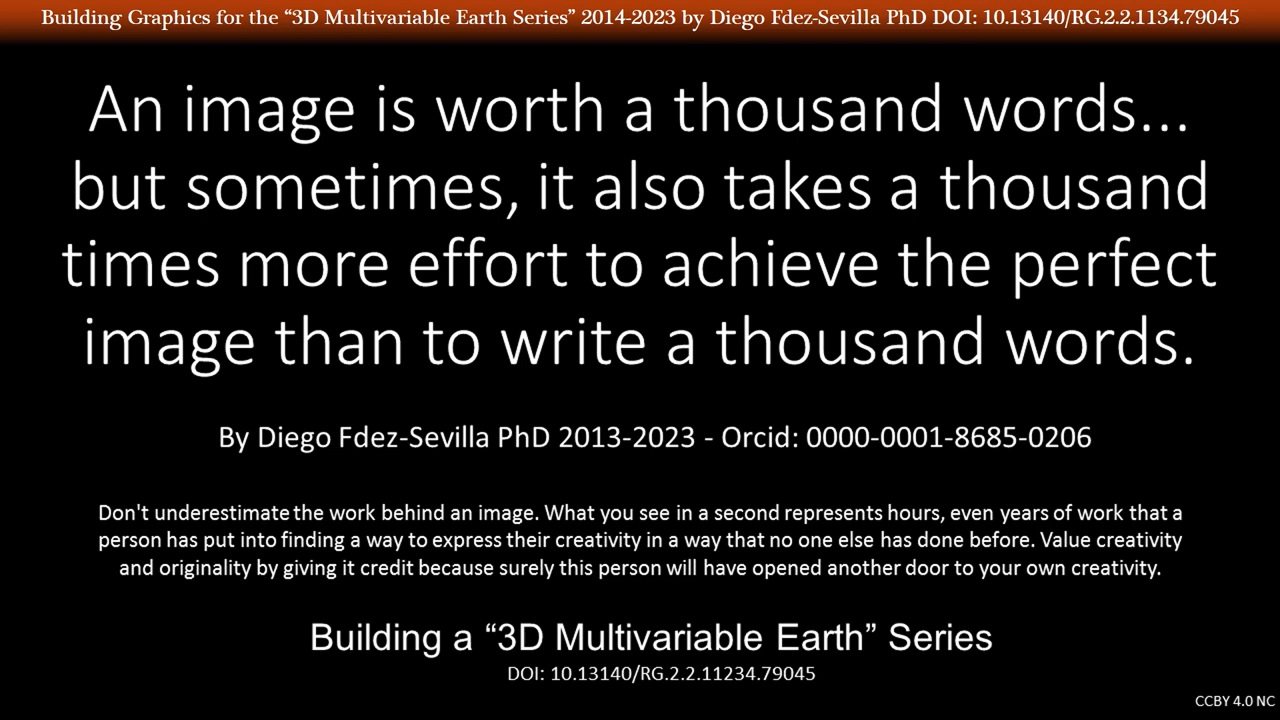 Building Graphics for the “3D Multivariable Earth Series” 2014-2023 by Diego Fdez-Sevilla PhD DOI: 10.13140/RG.2.2.1134.79045
An image is worth a thousand words...
but sometimes, it also takes a thousand
times more effort to achieve the perfect
image than to write a thousand words.
By Diego Fdez-Sevilla PhD 2013-2023 - Orcid: 0000-0001-8685-0206
Don't underestimate the work behind an image. What you see in a second represents hours, even years of work that a
person has put into finding a way to express their creativity in a way that no one else has done before. Value creativity
and originality by giving it credit because surely this person will have opened another door to your own creativity.
Building a “3D Multivariable Earth” Series
DOI: 10.13140/RG.2.2.11234.79045
CCBY 4.0 NC